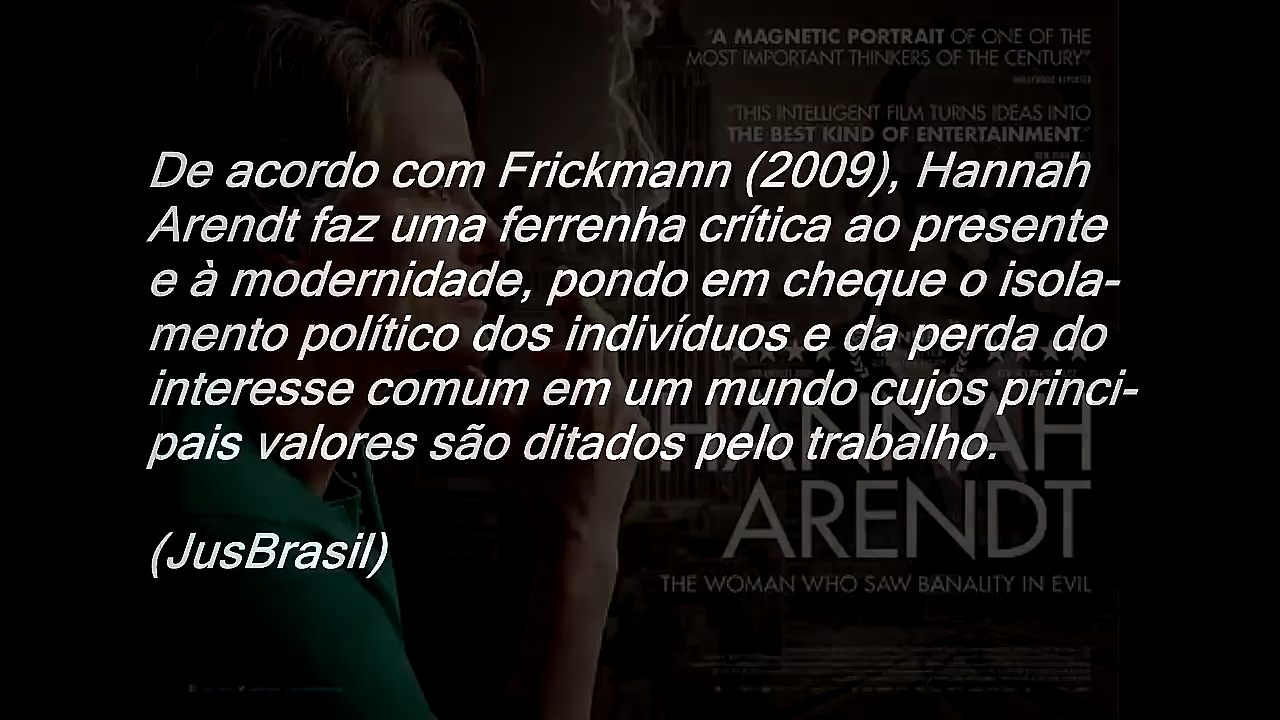 "A MAGNETIC PORTRAIT OF ONE OF THE
MOST IMPORTANT THINKERS OF THE CENTURY"
"THIS INTELLIGENT FILM TURNS IDEAS INTO
THE BEST KIND OF ENTERTAINMENT."
De acordo com Frickmann (2009), Hannah
Arendt faz uma ferrenha crítica ao presente
e à modernidade, pondo em cheque o isola-
mento político dos indivíduos e da perda do
interesse comum em um mundo cujos princi-
pais valores são ditados pelo trabalho.
(JusBrasil)
HANNAH
ARENDT
THE WOMAN WHO SAW BANALITY IN EVIL